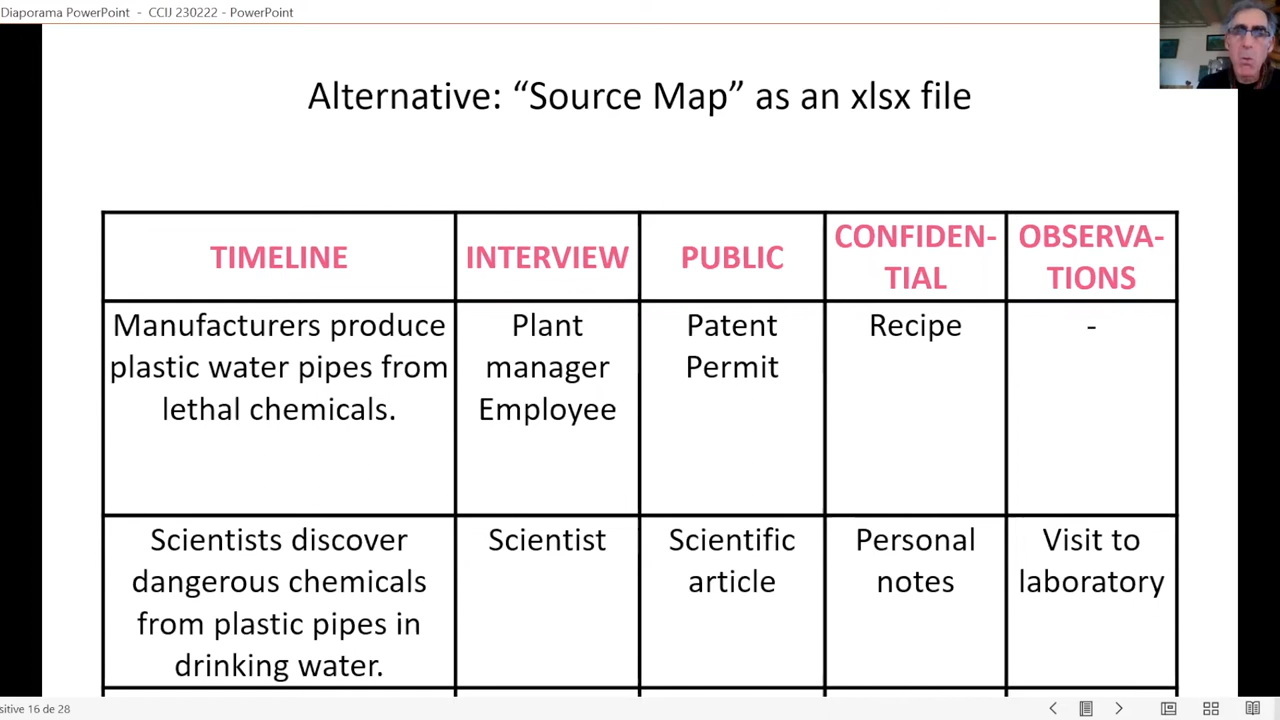 Diaporama PowerPoint - CCIJ 230222 - PowerPoint
Alternative: “Source Map” as an xlsx file
TIMELINE
INTERVIEW
PUBLIC
CONFIDEN-
TIAL
OBSERVA-
TIONS
Manufacturers produce
plastic water pipes from
lethal chemicals.
Plant
manager
Employee
Patent
Permit
Recipe
-
Scientists discover
dangerous chemicals
from plastic pipes in
drinking water.
Scientist
Scientific
article
Personal
notes
Visit to
laboratory
sitive 16 de 28